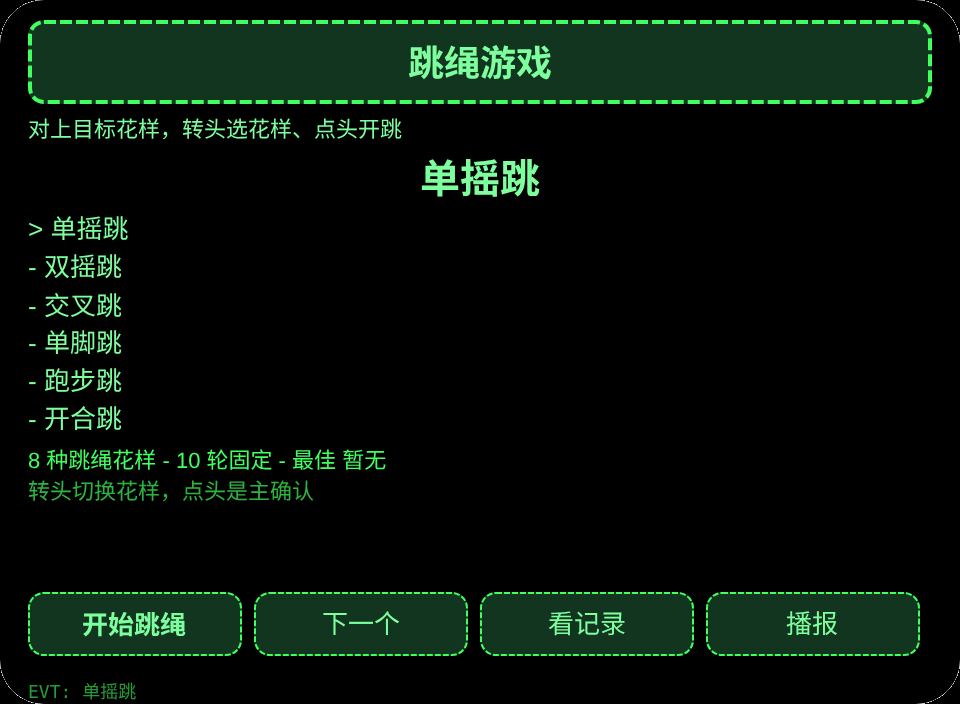 跳绳游戏
对上目标花样，转头选花样、点头开跳
单摇跳
> 单摇跳
- 双摇跳
- 交叉跳
- 单脚跳
- 跑步跳
- 开合跳
8 种跳绳花样 - 10 轮固定 - 最佳 暂无
转头切换花样，点头是主确认
开始跳绳
下一个
看记录
播报
EVT: 单摇跳